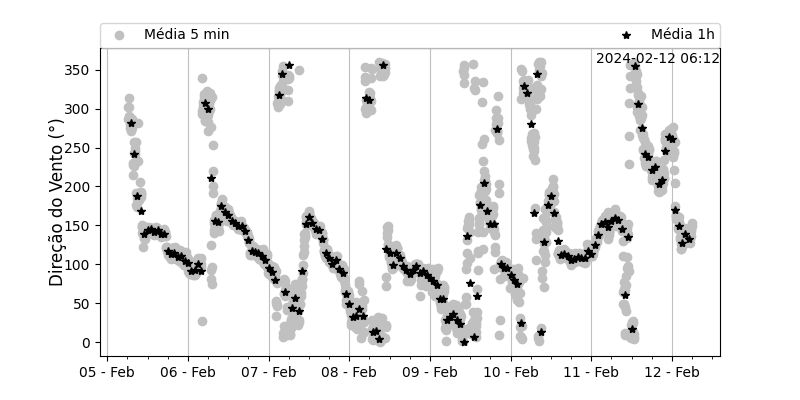 Média 5 min
Média 1h
2024-02-12 06:12
Direção do Vento (°)
350
300
250
200
150
100
50
0
05 - Feb
06 - Feb
07 - Feb
08 - Feb
09 - Feb
10 - Feb
11 - Feb
12 - Feb